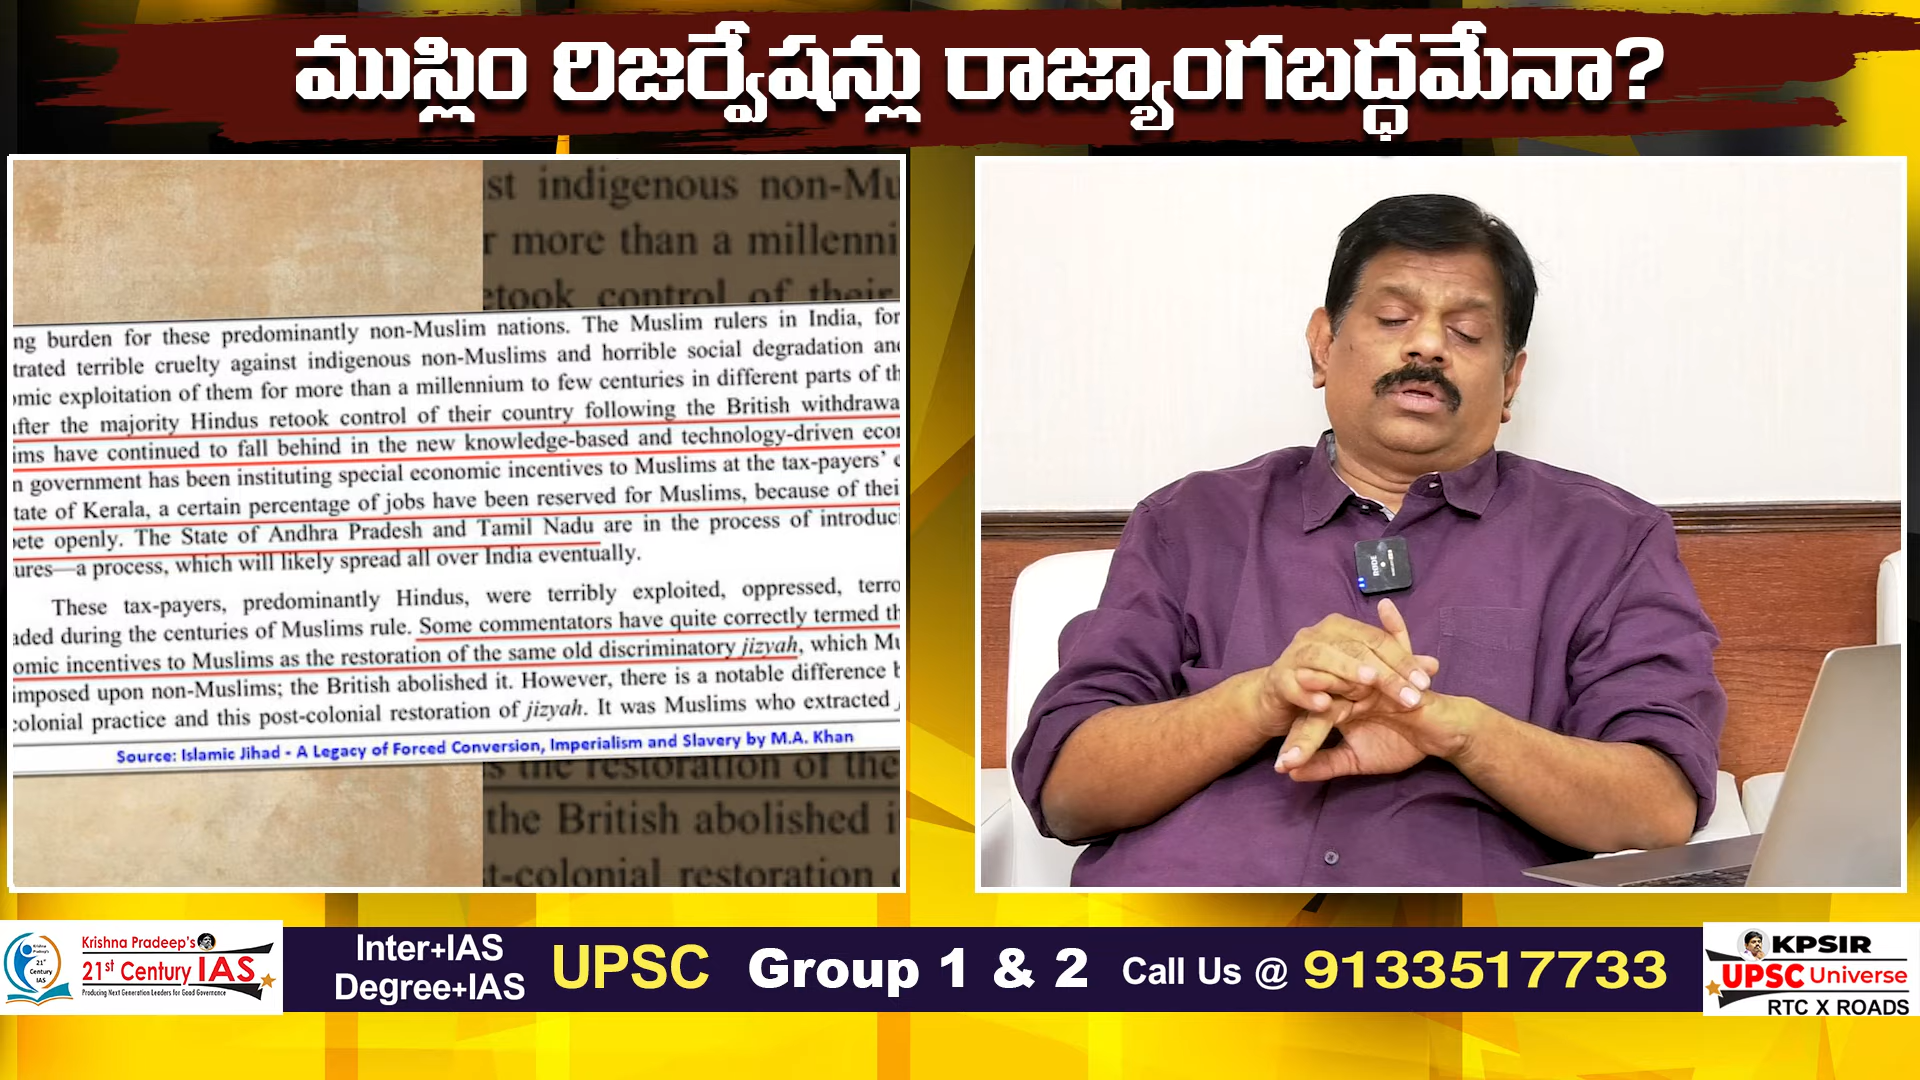 ముస్లిం రిజర్వేషన్లు రాజ్యాంగబద్ధమేనా?
st indigenous non-Mu
r more than a millenni
etook control of their
ng burden for these predominantly non-Muslim nations. The Muslim rulers in India, for
trated terrible cruelty against indigenous non-Muslims and horrible social degradation and
omic exploitation of them for more than a millennium to few centuries in different parts of th
after the majority Hindus retook control of their country following the British withdrawa
ims have continued to fall behind in the new knowledge-based and technology-driven econ
n government has been instituting special economic incentives to Muslims at the tax-payers' e
tate of Kerala, a certain percentage of jobs have been reserved for Muslims, because of thei
pete openly. The State of Andhra Pradesh and Tamil Nadu are in the process of introduc
ures—a process, which will likely spread all over India eventually.
These tax-payers, predominantly Hindus, were terribly exploited, oppressed, terro
aded during the centuries of Muslims rule. Some commentators have quite correctly termed th
omic incentives to Muslims as the restoration of the same old discriminatory jizyah, which Mu
imposed upon non-Muslims; the British abolished it. However, there is a notable difference b
colonial practice and this post-colonial restoration of jizyah. It was Muslims who extracted
Source: Islamic Jihad - A Legacy of Forced Conversion, Imperialism and Slavery by M.A. Khan
s the restoration of the
the British abolished i
t-colonial restoration
Krishna Pradeep's
21st Century IAS
Producing Next Generation Leaders for Good Governance
Inter+IAS
Degree+IAS
UPSC Group 1 & 2 Call Us @ 9133517733
KPSIR
UPSC Universe
RTC X ROADS